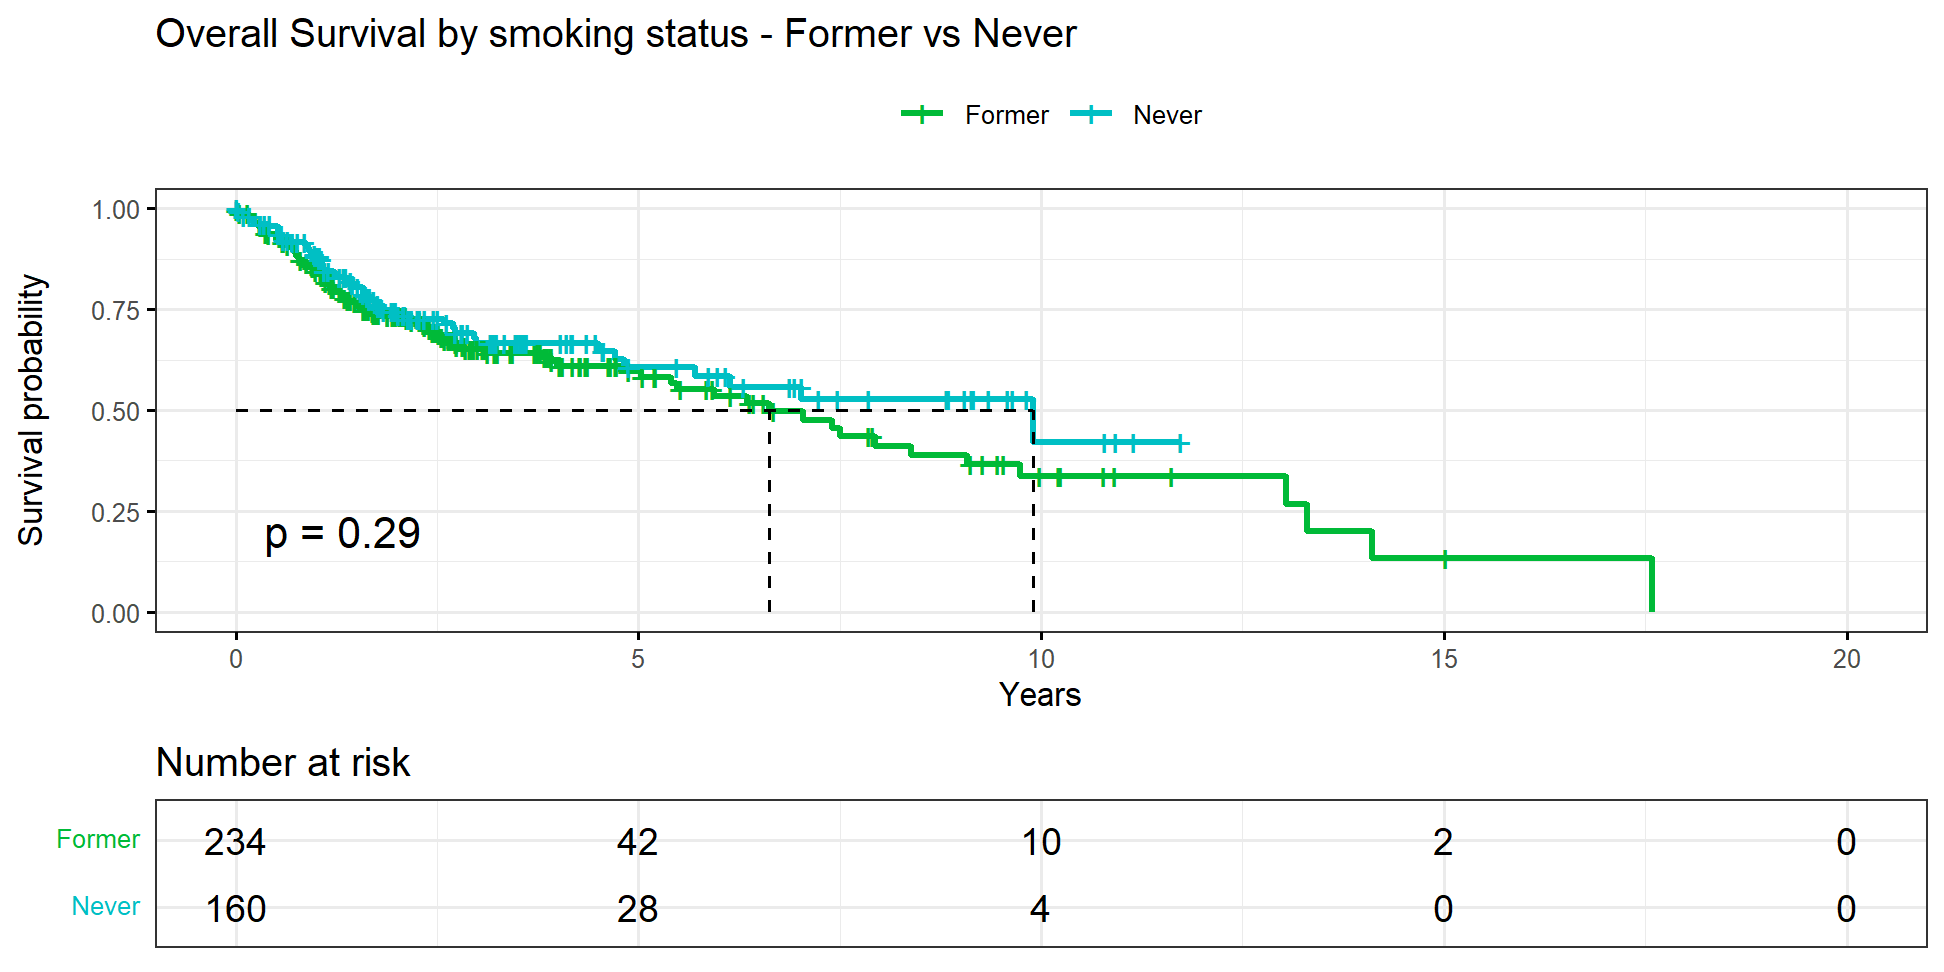 Overall Survival by smoking status - Former vs Never
Former Never
1.00
0.75
0.50
0.25
0.00
Survival probability
p = 0.29
0 5 10 15 20
Years
Number at risk
Former 234 42 10 2 0
Never 160 28 4 0 0